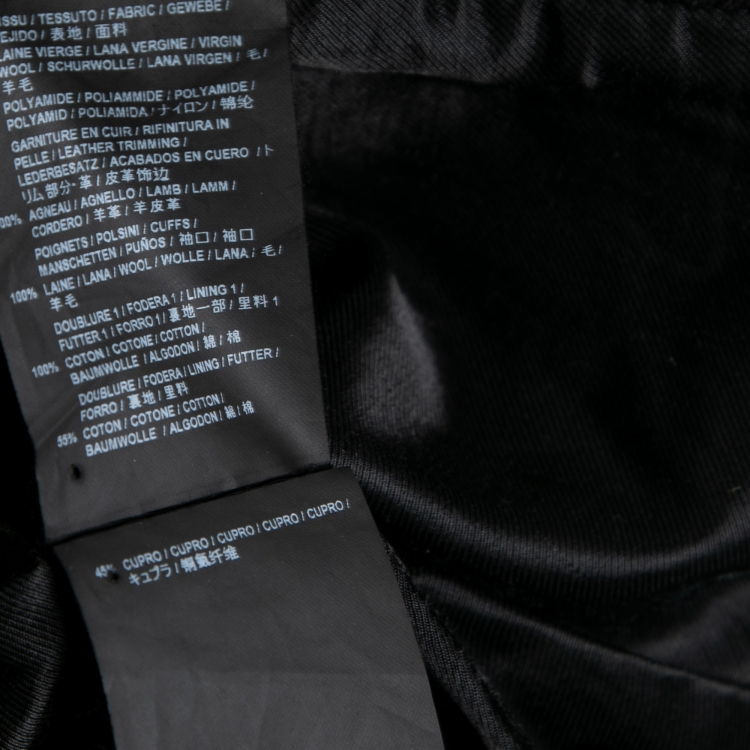 TISSU / TESSUTO / FABRIC / GEWEBE /
TEJIDO / 表地 / 面料
LAINE VIERGE / LANA VERGINE / VIRGIN
WOOL / SCHURWOLLE / LANA VIRGEN / 毛 /
羊毛
POLYAMIDE / POLIAMMIDE / POLYAMIDE /
POLYAMID / POLIAMIDA / ナイロン / 锦纶
GARNITURE EN CUIR / RIFINITURA IN
PELLE / LEATHER TRIMMING /
LEDERBESATZ / ACABADOS EN CUERO / ト
リム部分-革 / 皮革饰边
100% AGNEAU / AGNELLO / LAMB / LAMM /
CORDERO / 羊革 / 羊皮革
POIGNETS / POLSINI / CUFFS /
MANSCHETTEN / PUÑOS / 袖口 / 袖口
100% LAINE / LANA / WOOL / WOLLE / LANA / 毛 /
羊毛
DOUBLURE 1 / FODERA 1 / LINING 1 /
FUTTER 1 / FORRO 1 / 裏地一部 / 里料 1
100% COTON / COTONE / COTTON /
BAUMWOLLE / ALGODON / 綿 / 棉
DOUBLURE / FODERA / LINING / FUTTER /
FORRO / 裏地 / 里料
55% COTON / COTONE / COTTON /
BAUMWOLLE / ALGODON / 綿 / 棉
45% CUPRO / CUPRO / CUPRO / CUPRO / CUPRO /
キュプラ / 铜氨纤维